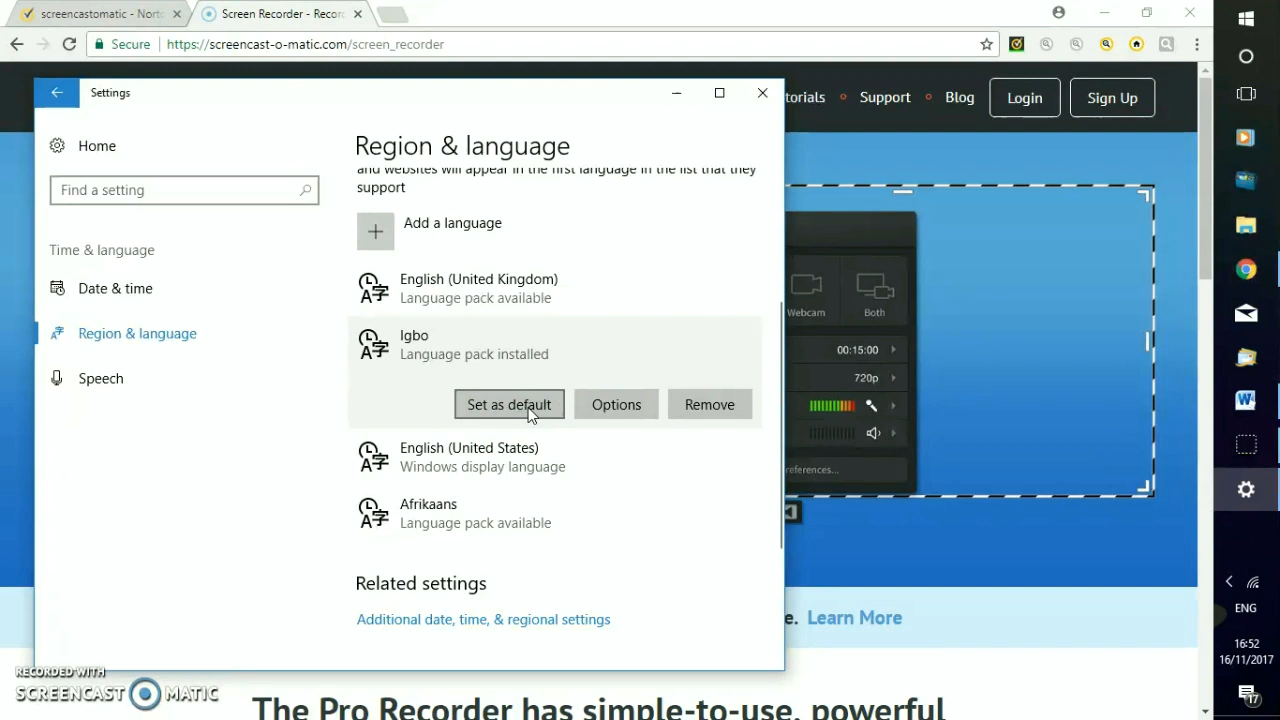 screencastomatic - Norto
Screen Recorder - Record
Secure
https://screencast-o-matic.com/screen_recorder
Settings
torials
Support
Blog
Login
Sign Up
Home
Find a setting
Time & language
Date & time
Region & language
Speech
Region & language
and websites will appear in the first language in the list that they
support
Add a language
English (United Kingdom)
Language pack available
Igbo
Language pack installed
Set as default
Options
Remove
English (United States)
Windows display language
Afrikaans
Language pack available
Related settings
Additional date, time, & regional settings
Webcam
Both
00:15:00
720p
references...
e. Learn More
ENG
16:52
16/11/2017
17
RECORDED WITH
SCREENCAST MATIC
The Pro Recorder has simple-to-use, powerful